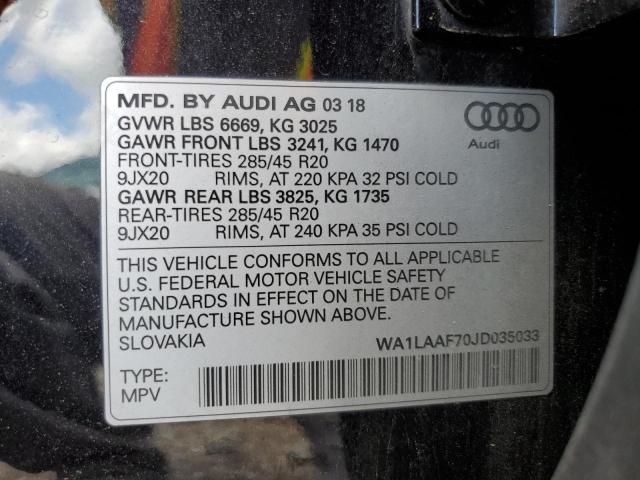 MFD. BY AUDI AG 03 18
GVWR LBS 6669, KG 3025
GAWR FRONT LBS 3241, KG 1470
FRONT-TIRES 285/45 R20
9JX20 RIMS, AT 220 KPA 32 PSI COLD
GAWR REAR LBS 3825, KG 1735
REAR-TIRES 285/45 R20
9JX20 RIMS, AT 240 KPA 35 PSI COLD
Audi
THIS VEHICLE CONFORMS TO ALL APPLICABLE
U.S. FEDERAL MOTOR VEHICLE SAFETY
STANDARDS IN EFFECT ON THE DATE OF
MANUFACTURE SHOWN ABOVE.
SLOVAKIA WA1LAAF70JD035033
TYPE:
MPV